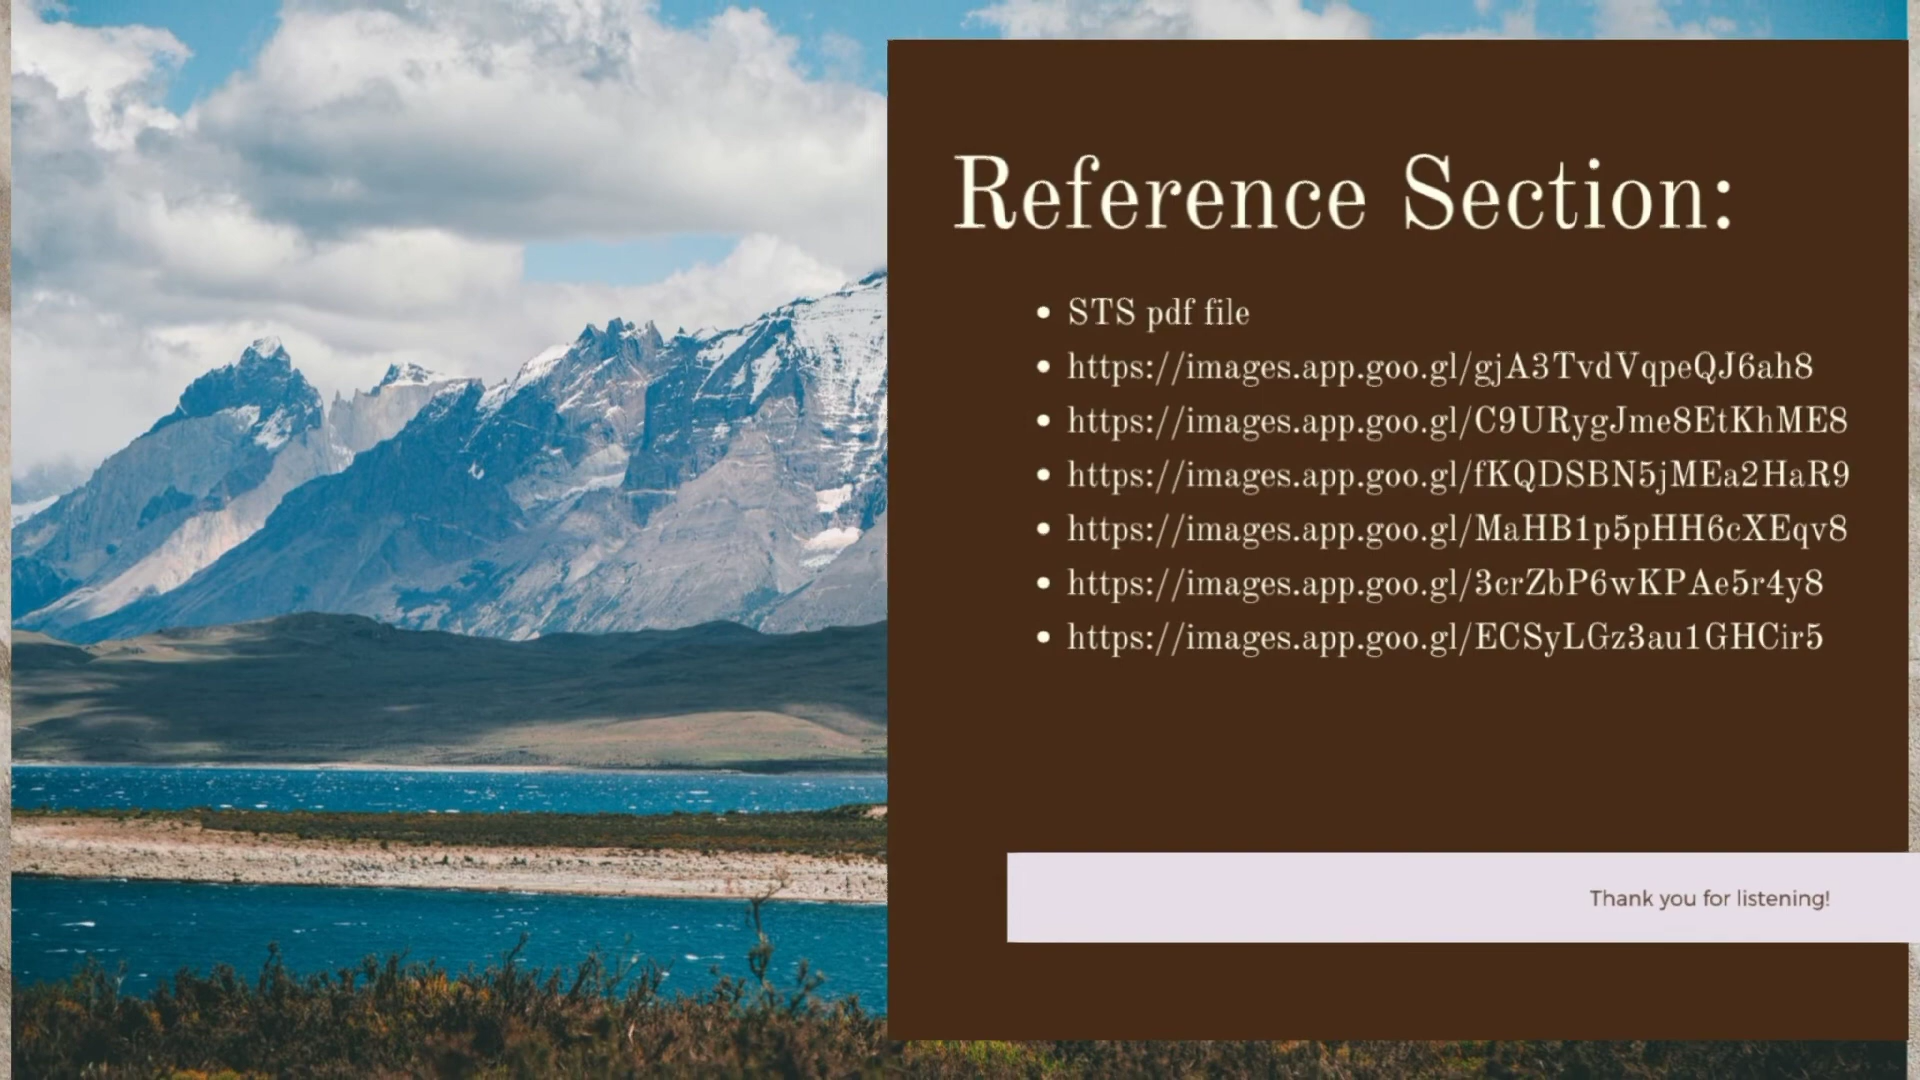 Reference Section:
• STS pdf file
• https://images.app.goo.gl/gjA3TvdVqpeQJ6ah8
• https://images.app.goo.gl/C9URygJme8EtKhME8
• https://images.app.goo.gl/fKQDSBN5jMEa2HaR9
• https://images.app.goo.gl/MaHB1p5pHH6cXEqv8
• https://images.app.goo.gl/3crZbP6wKPAe5r4y8
• https://images.app.goo.gl/ECSyLGz3au1GHCir5
Thank you for listening!